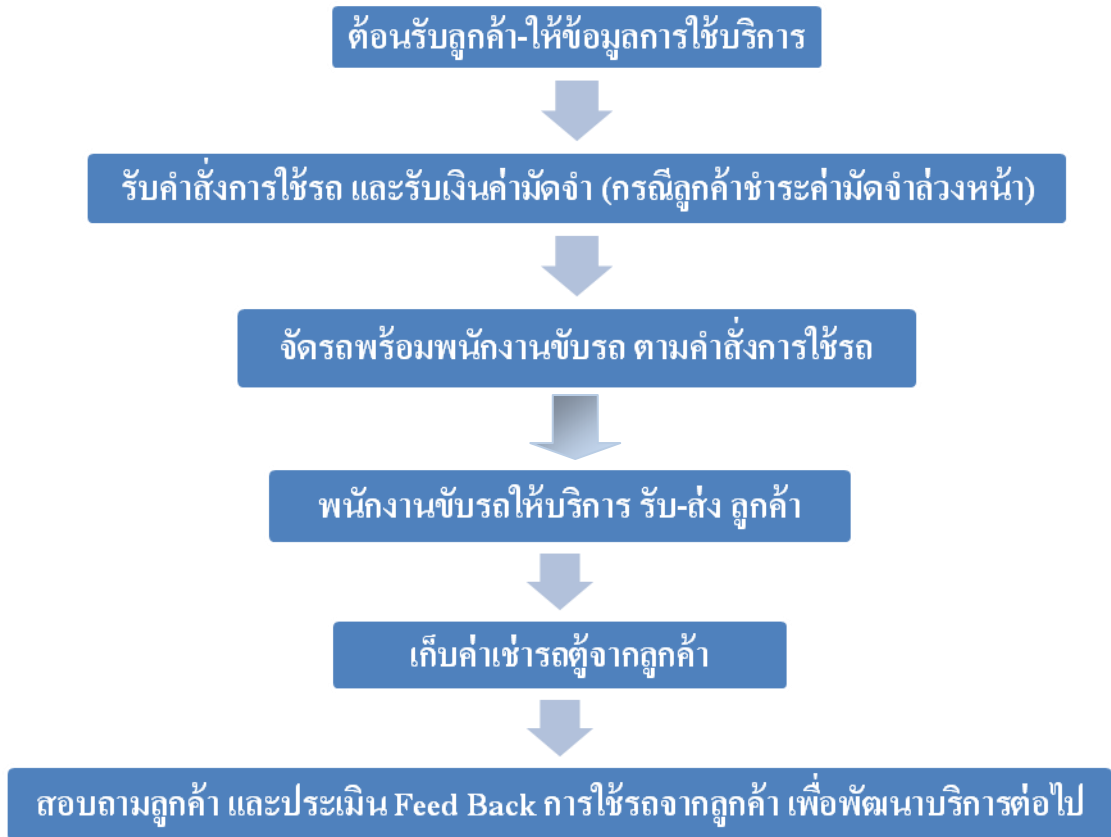 ต้อนรับลูกค้า-ให้ข้อมูลการใช้บริการ
รับคำสั่งการใช้รถ และรับเงินค่ามัดจำ (กรณีลูกค้าชำระค่ามัดจำล่วงหน้า)
จัดรถพร้อมพนักงานขับรถ ตามคำสั่งการใช้รถ
พนักงานขับรถให้บริการ รับ-ส่ง ลูกค้า
เก็บค่าเช่ารถตู้จากลูกค้า
สอบถามลูกค้า และประเมิน Feed Back การใช้รถจากลูกค้า เพื่อพัฒนาบริการต่อไป